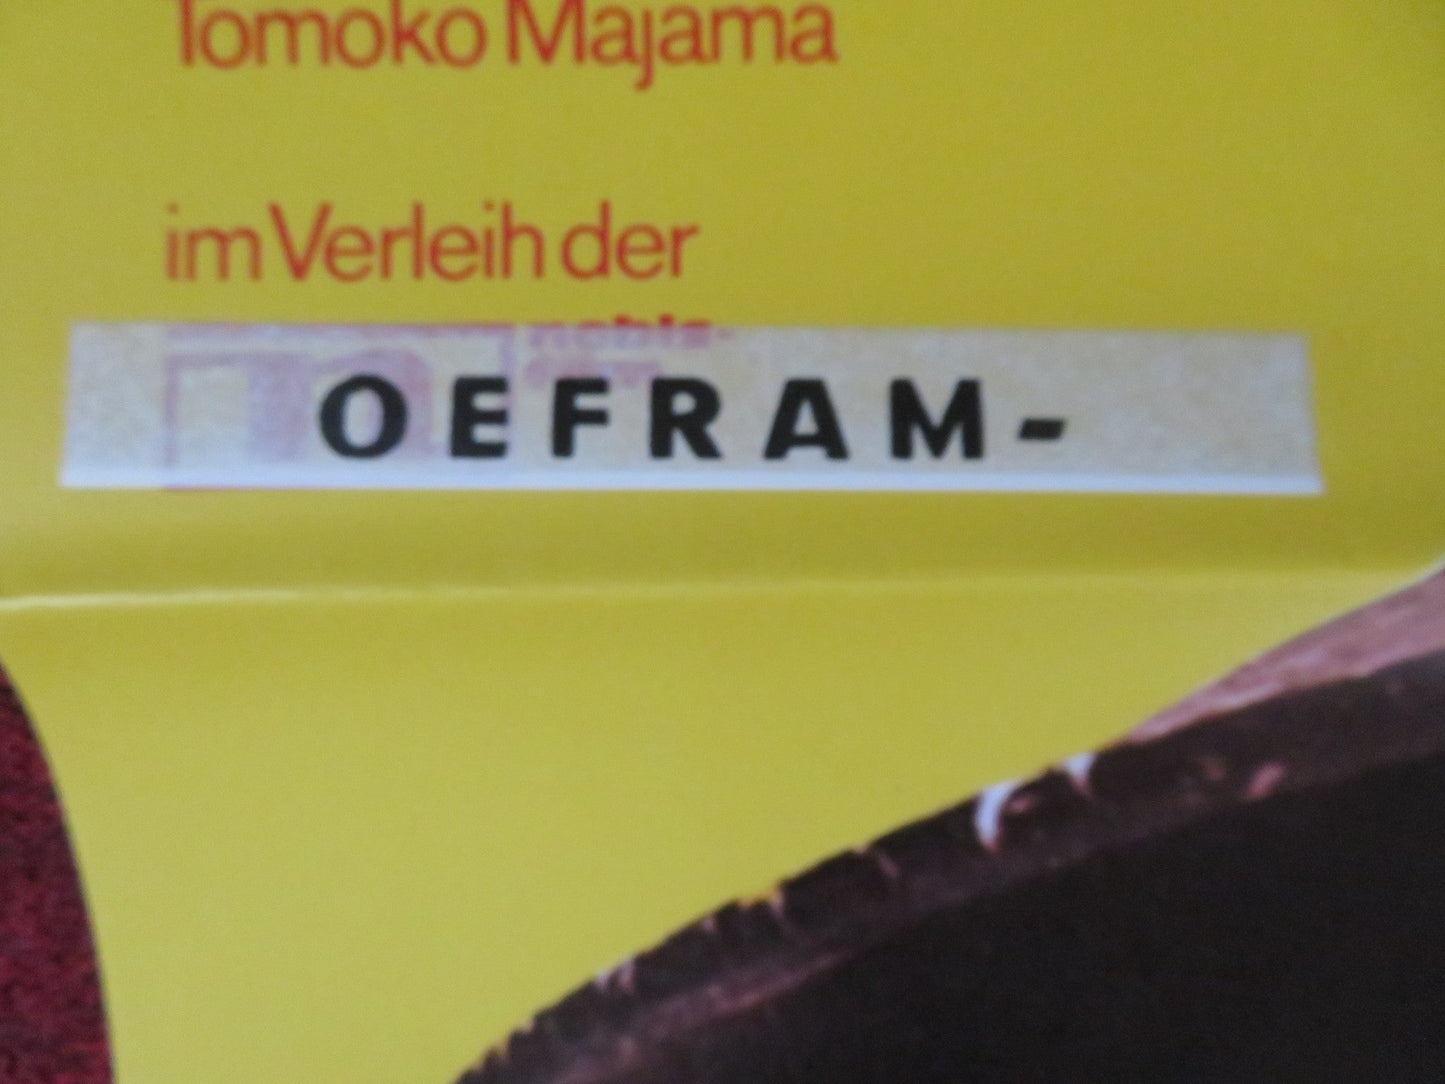 Tomoko Majama
im Verleih der
OEFRAM-